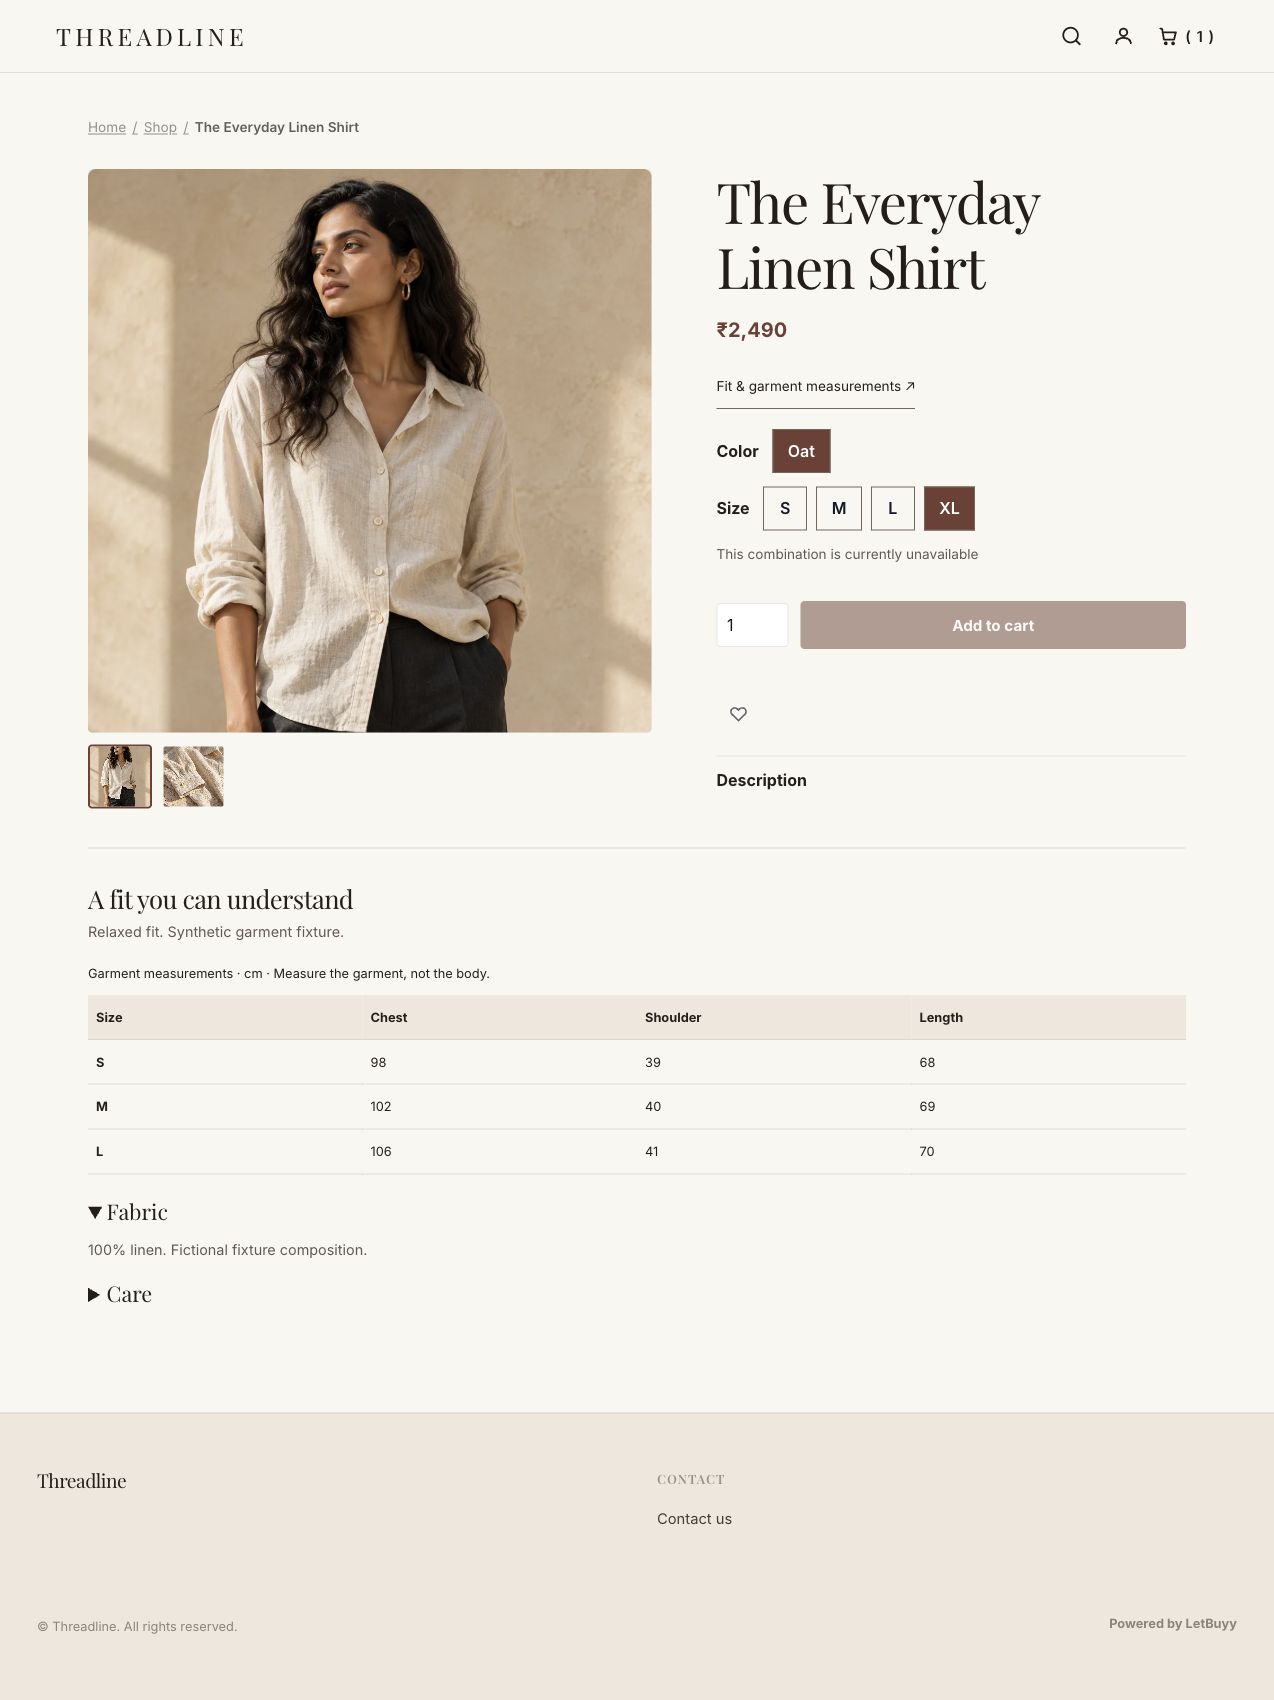 THREADLINE
( 1 )
Home / Shop / The Everyday Linen Shirt
The Everyday
Linen Shirt
₹2,490
Fit & garment measurements ↗
Color Oat
Size S M L XL
This combination is currently unavailable
1 Add to cart
Description
A fit you can understand
Relaxed fit. Synthetic garment fixture.
Garment measurements · cm · Measure the garment, not the body.
Size Chest Shoulder Length
S 98 39 68
M 102 40 69
L 106 41 70
▼ Fabric
100% linen. Fictional fixture composition.
▶ Care
Threadline
CONTACT
Contact us
© Threadline. All rights reserved.
Powered by LetBuyy